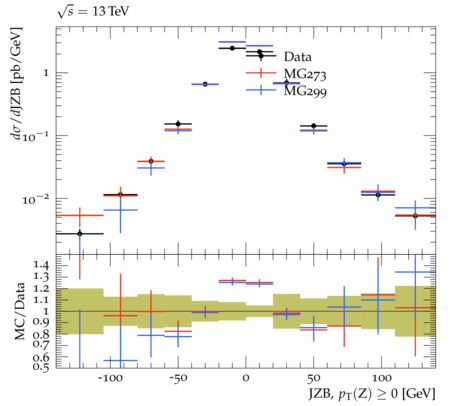 √s = 13 TeV
dσ/dJZB [pb/GeV]
1
10⁻¹
10⁻²
Data
MG273
MG299
MC/Data
1.4
1.3
1.2
1.1
1
0.9
0.8
0.7
0.6
0.5
-100 -50 0 50 100
JZB, pT(Z) ≥ 0 [GeV]